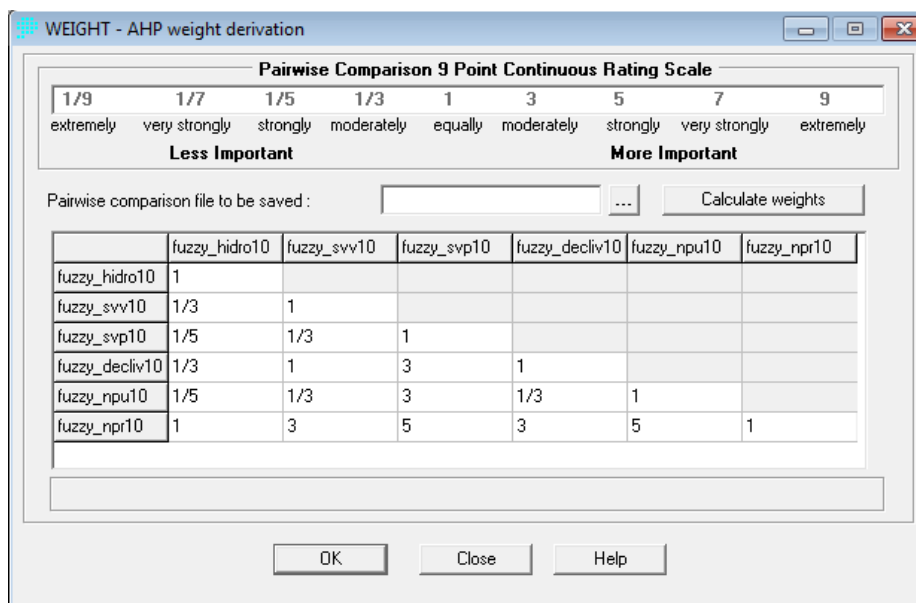 WEIGHT - AHP weight derivation
Pairwise Comparison 9 Point Continuous Rating Scale
1/9 1/7 1/5 1/3 1 3 5 7 9
extremely very strongly strongly moderately equally moderately strongly very strongly extremely
Less Important More Important
Pairwise comparison file to be saved : ... Calculate weights
fuzzy_hidro10 fuzzy_svv10 fuzzy_svp10 fuzzy_decliv10 fuzzy_npu10 fuzzy_npr10
fuzzy_hidro10 1
fuzzy_svv10 1/3 1
fuzzy_svp10 1/5 1/3 1
fuzzy_decliv10 1/3 1 3 1
fuzzy_npu10 1/5 1/3 3 1/3 1
fuzzy_npr10 1 3 5 3 5 1
OK Close Help